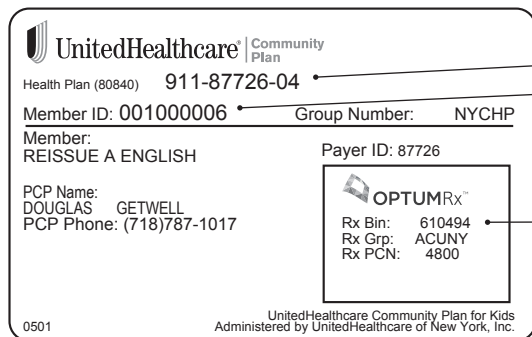 UnitedHealthcare® Community Plan
Health Plan (80840) 911-87726-04
Member ID: 001000006 Group Number: NYCHP
Member:
REISSUE A ENGLISH
Payer ID: 87726
PCP Name:
DOUGLAS GETWELL
PCP Phone: (718)787-1017
OPTUMRx™
Rx Bin: 610494
Rx Grp: ACUNY
Rx PCN: 4800
0501
UnitedHealthcare Community Plan for Kids
Administered by UnitedHealthcare of New York, Inc.